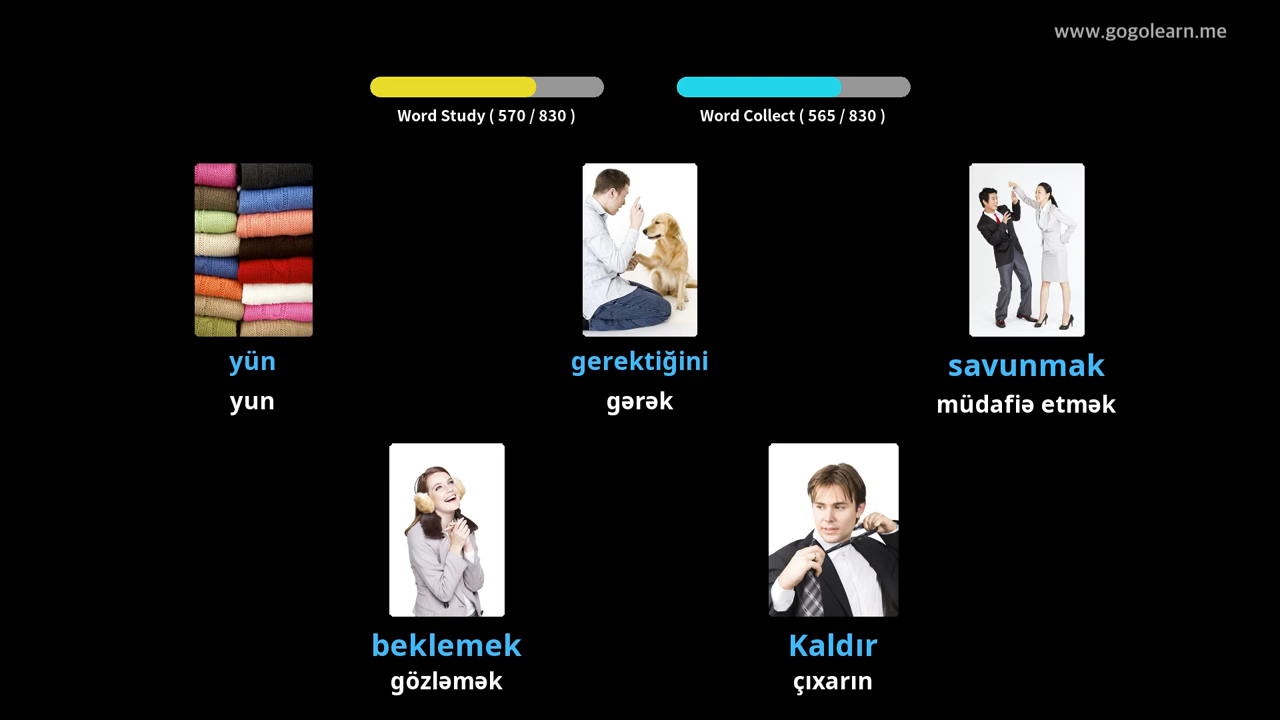 www.gogolearn.me
Word Study ( 570 / 830 )
Word Collect ( 565 / 830 )
yün
yun
gerektiğini
gərək
savunmak
müdafiə etmək
beklemek
gözləmək
Kaldır
çıxarın